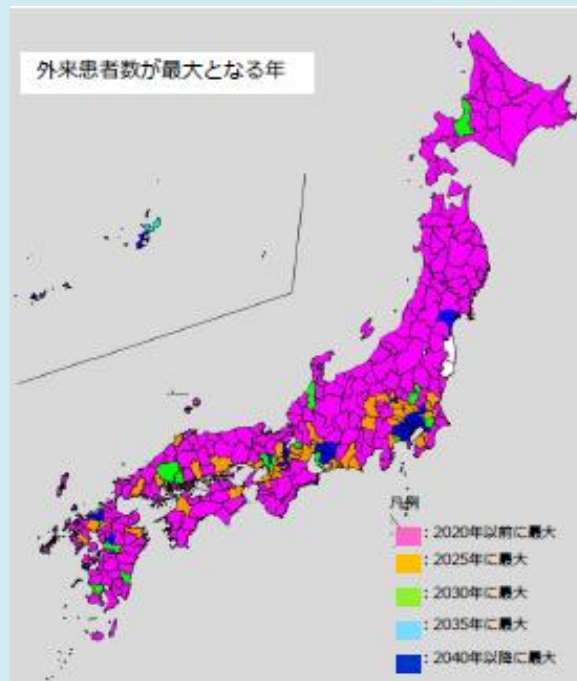 外来患者数が最大となる年
凡例
：2020年以前に最大
：2025年に最大
：2030年に最大
：2035年に最大
：2040年以降に最大